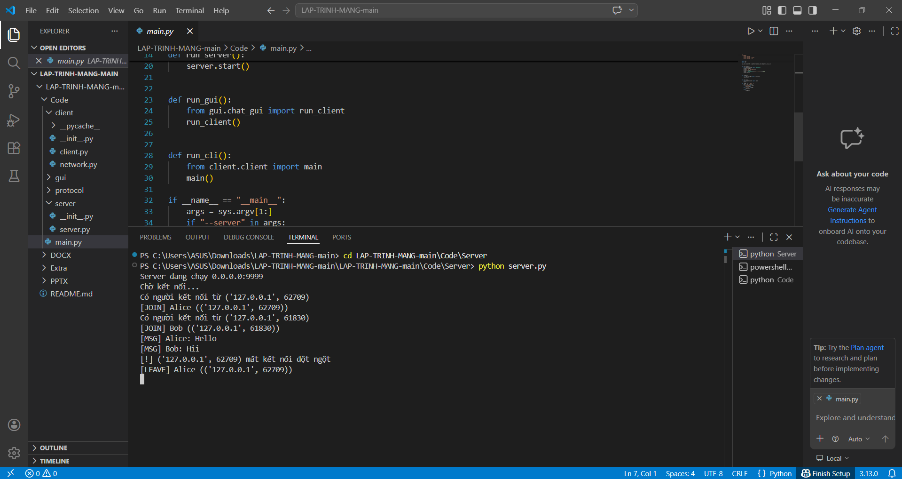 File Edit Selection View Go Run Terminal Help
LAP-TRINH-MANG-main
EXPLORER
OPEN EDITORS
main.py LAP-TRINH...
LAP-TRINH-MANG-MAIN
LAP-TRINH-MANG-m...
Code
client
__pycache__
__init__.py
client.py
network.py
gui
protocol
server
__init__.py
server.py
main.py
DOCX
Extra
PPTX
README.md
OUTLINE
TIMELINE
main.py
LAP-TRINH-MANG-main > Code > main.py > ...
14 def run_server():
20 server.start()
21
22
23 def run_gui():
24 from gui.chat_gui import run_client
25 run_client()
26
27
28 def run_cli():
29 from client.client import main
30 main()
31
32 if __name__ == "__main__":
33 args = sys.argv[1:]
34 if "--server" in args:
PROBLEMS OUTPUT DEBUG CONSOLE TERMINAL PORTS
PS C:\Users\ASUS\Downloads\LAP-TRINH-MANG-main> cd LAP-TRINH-MANG-main\Code\Server
PS C:\Users\ASUS\Downloads\LAP-TRINH-MANG-main\LAP-TRINH-MANG-main\Code\Server> python server.py
Server đang chạy 0.0.0.0:9999
Chờ kết nối...
Có người kết nối từ ('127.0.0.1', 62709)
[JOIN] Alice (('127.0.0.1', 62709))
Có người kết nối từ ('127.0.0.1', 61830)
[JOIN] Bob (('127.0.0.1', 61830))
[MSG] Alice: Hello
[MSG] Bob: Hii
[!] ('127.0.0.1', 62709) mất kết nối đột ngột
[LEAVE] Alice (('127.0.0.1', 62709))
python Server
powershell...
python Code
Ask about your code
AI responses may
be inaccurate
Generate Agent
Instructions to
onboard AI onto your
codebase.
Tip: Try the Plan agent
to research and plan
before implementing
changes.
main.py
Explore and understand
Auto
Local
0 0
Ln 7, Col 1 Spaces: 4 UTF-8 CRLF {} Python Finish Setup 3.13.0